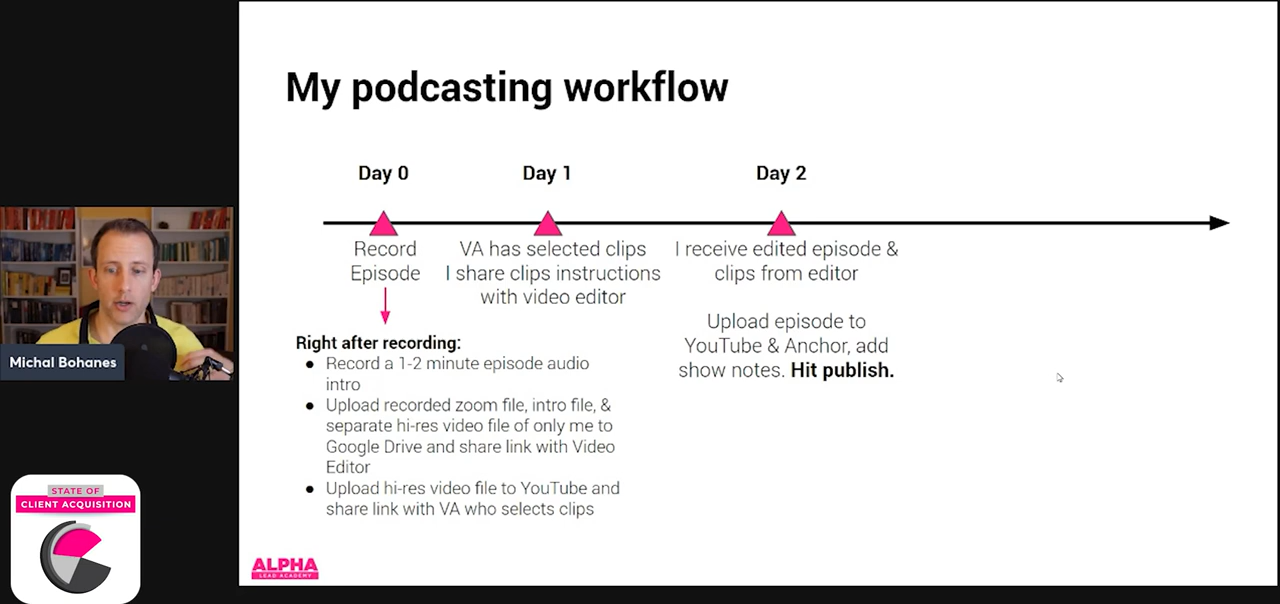 My podcasting workflow
Day 0
Day 1
Day 2
Record
Episode
VA has selected clips
I share clips instructions
with video editor
I receive edited episode &
clips from editor
Upload episode to
YouTube & Anchor, add
show notes. Hit publish.
Right after recording:
● Record a 1-2 minute episode audio
intro
● Upload recorded zoom file, intro file, &
separate hi-res video file of only me to
Google Drive and share link with Video
Editor
● Upload hi-res video file to YouTube and
share link with VA who selects clips
Michal Bohanes
STATE OF
CLIENT ACQUISITION
ALPHA
LEAD ACADEMY